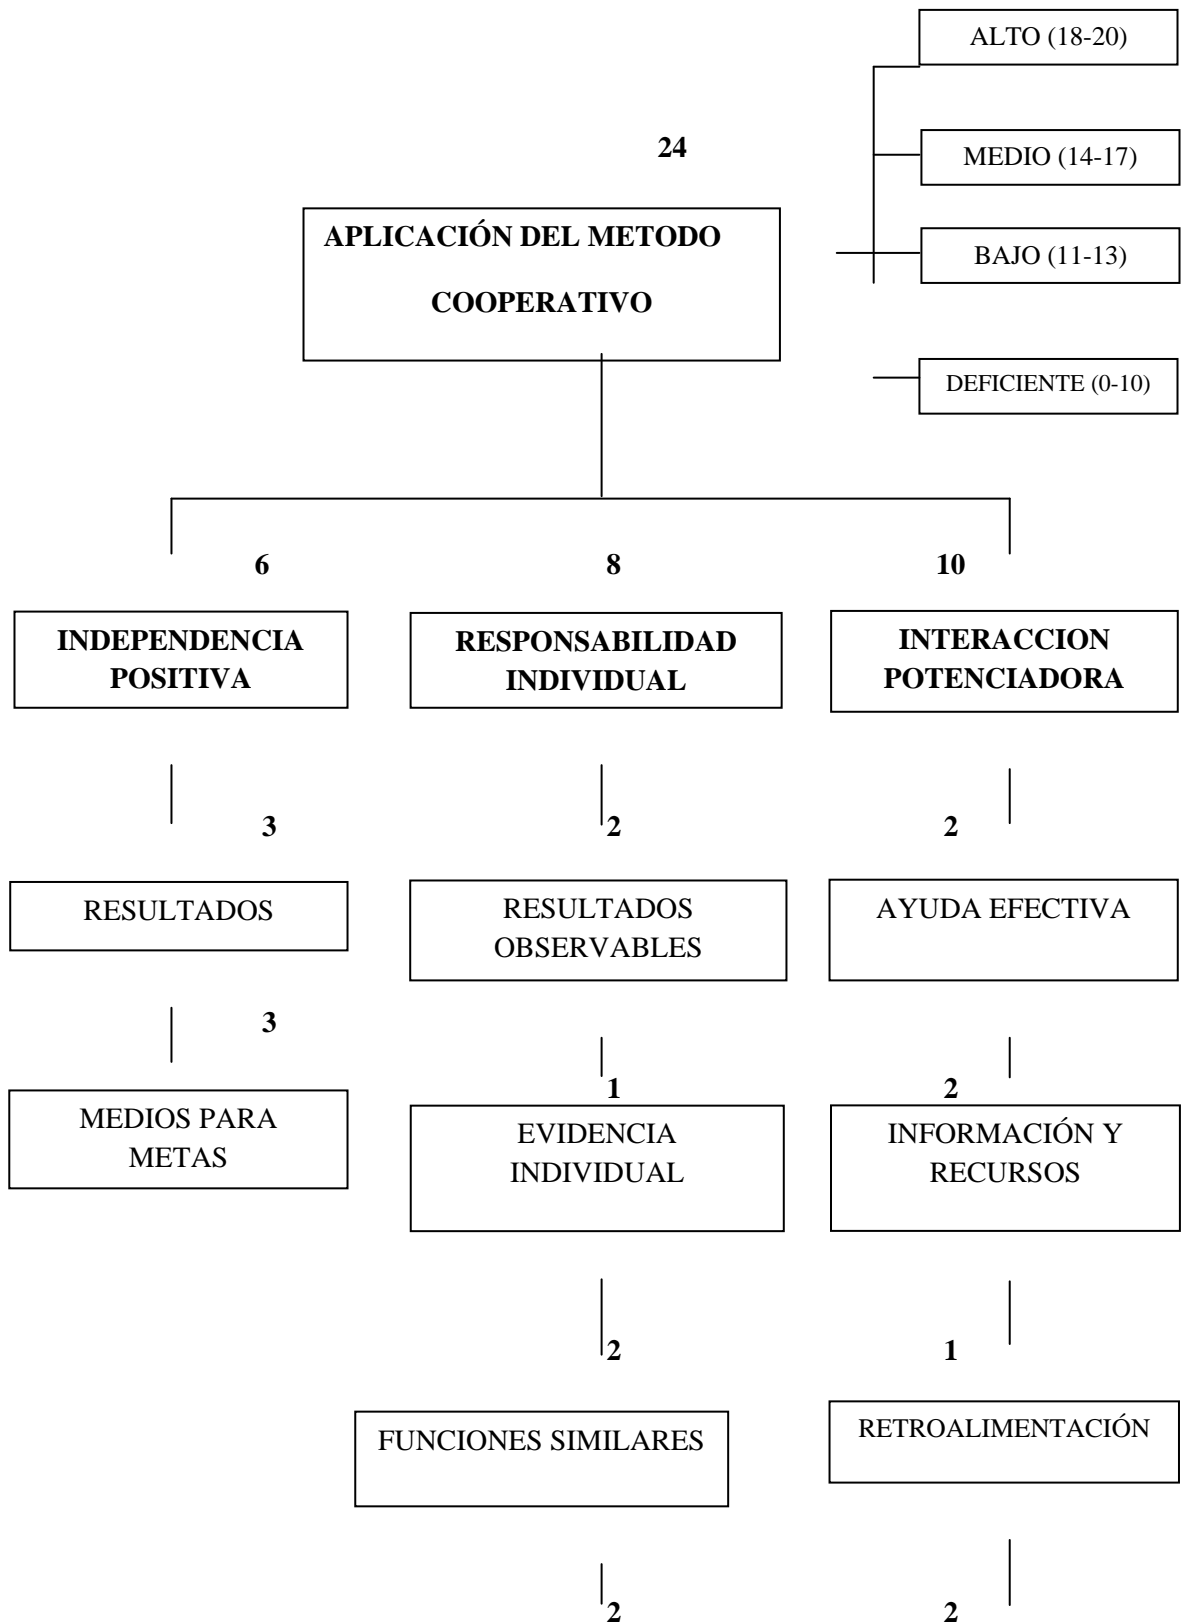 ALTO (18-20)
24
MEDIO (14-17)
APLICACIÓN DEL METODO
COOPERATIVO
BAJO (11-13)
DEFICIENTE (0-10)
6
8
10
INDEPENDENCIA
POSITIVA
RESPONSABILIDAD
INDIVIDUAL
INTERACCION
POTENCIADORA
3
2
2
RESULTADOS
RESULTADOS
OBSERVABLES
AYUDA EFECTIVA
3
1
2
MEDIOS PARA
METAS
EVIDENCIA
INDIVIDUAL
INFORMACIÓN Y
RECURSOS
2
1
FUNCIONES SIMILARES
RETROALIMENTACIÓN
2
2